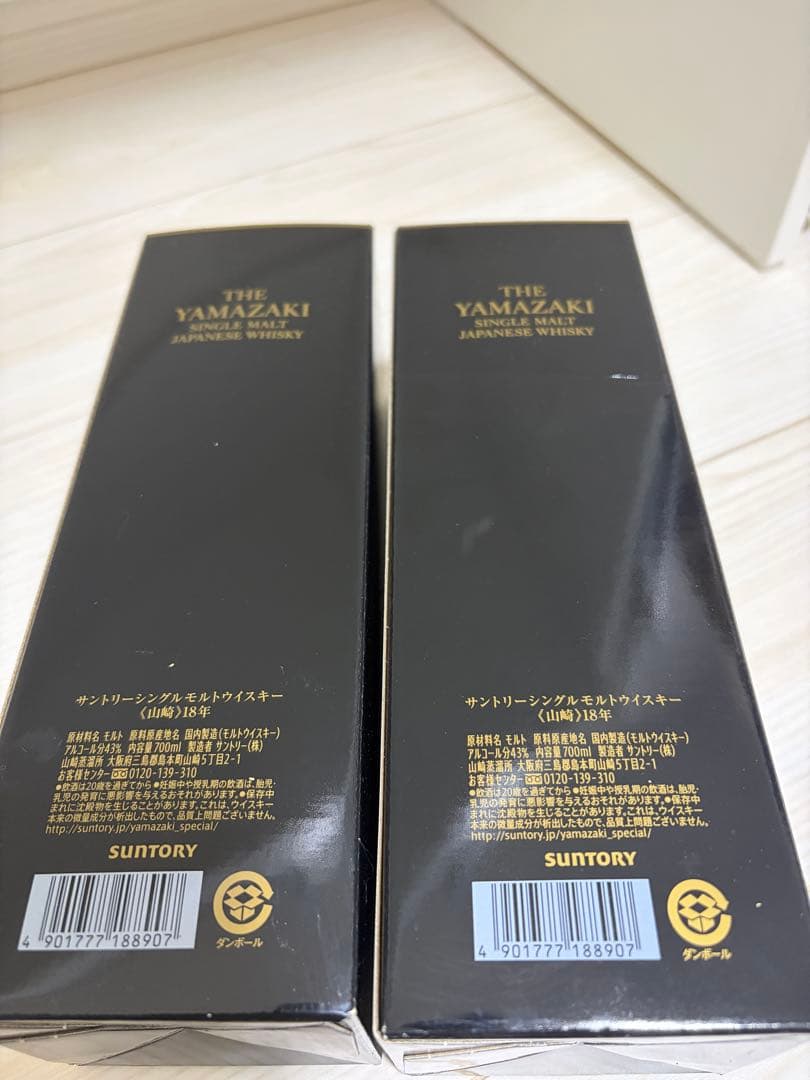 THE
YAMAZAKI
SINGLE MALT
JAPANESE WHISKY
サントリーシングルモルトウイスキー
《山崎》18年
原材料名 モルト 原料原産地名 国内製造(モルトウイスキー)
アルコール分43% 内容量700ml 製造者 サントリー(株)
山崎蒸溜所 大阪府三島郡島本町山崎5丁目2-1
お客様センター 0120-139-310
●飲酒は20歳を過ぎてから ●妊娠中や授乳期の飲酒は、胎児・
乳児の発育に悪影響を与えるおそれがあります。●保存中
まれに沈殿物を生じることがあります。これは、ウイスキー
本来の微量成分が析出したもので、品質上問題ございません。
http://suntory.jp/yamazaki_special/
SUNTORY
4 901777 188907
ダンボール
THE
YAMAZAKI
SINGLE MALT
JAPANESE WHISKY
サントリーシングルモルトウイスキー
《山崎》18年
原材料名 モルト 原料原産地名 国内製造(モルトウイスキー)
アルコール分43% 内容量700ml 製造者 サントリー(株)
山崎蒸溜所 大阪府三島郡島本町山崎5丁目2-1
お客様センター 0120-139-310
●飲酒は20歳を過ぎてから ●妊娠中や授乳期の飲酒は、胎児・
乳児の発育に悪影響を与えるおそれがあります。●保存中
まれに沈殿物を生じることがあります。これは、ウイスキー
本来の微量成分が析出したもので、品質上問題ございません。
http://suntory.jp/yamazaki_special/
SUNTORY
4 901777 188907
ダンボール